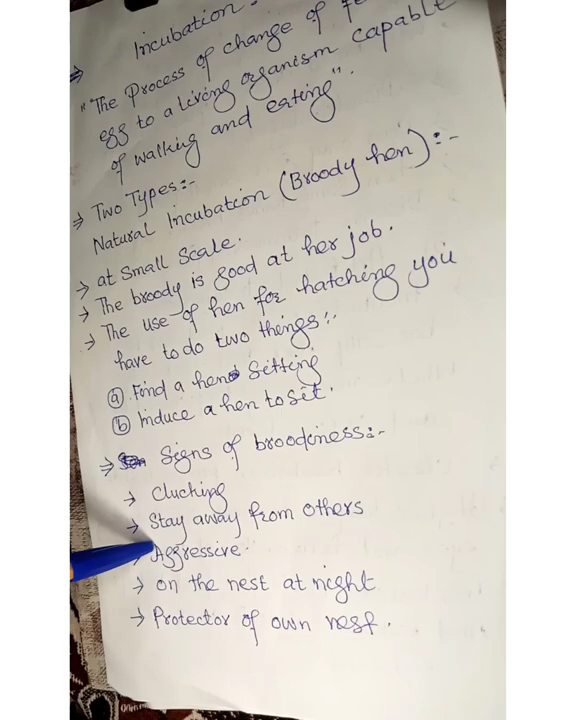 Incubation -
⇒ "The Process of change of
egg to a living organism capable
of walking and eating".
⇒ Two Types:-
Natural Incubation (Broody hen):-
→ at Small Scale.
→ The broody is good at her job.
→ The use of hen for hatching you
have to do two things:-
ⓐ Find a hen Setting
ⓑ Induce a hen to sit.
⇒ Signs of broodiness:-
→ Cluching
→ Stay away from others
→ Aggressive.
→ on the nest at night
→ Protector of own nest.